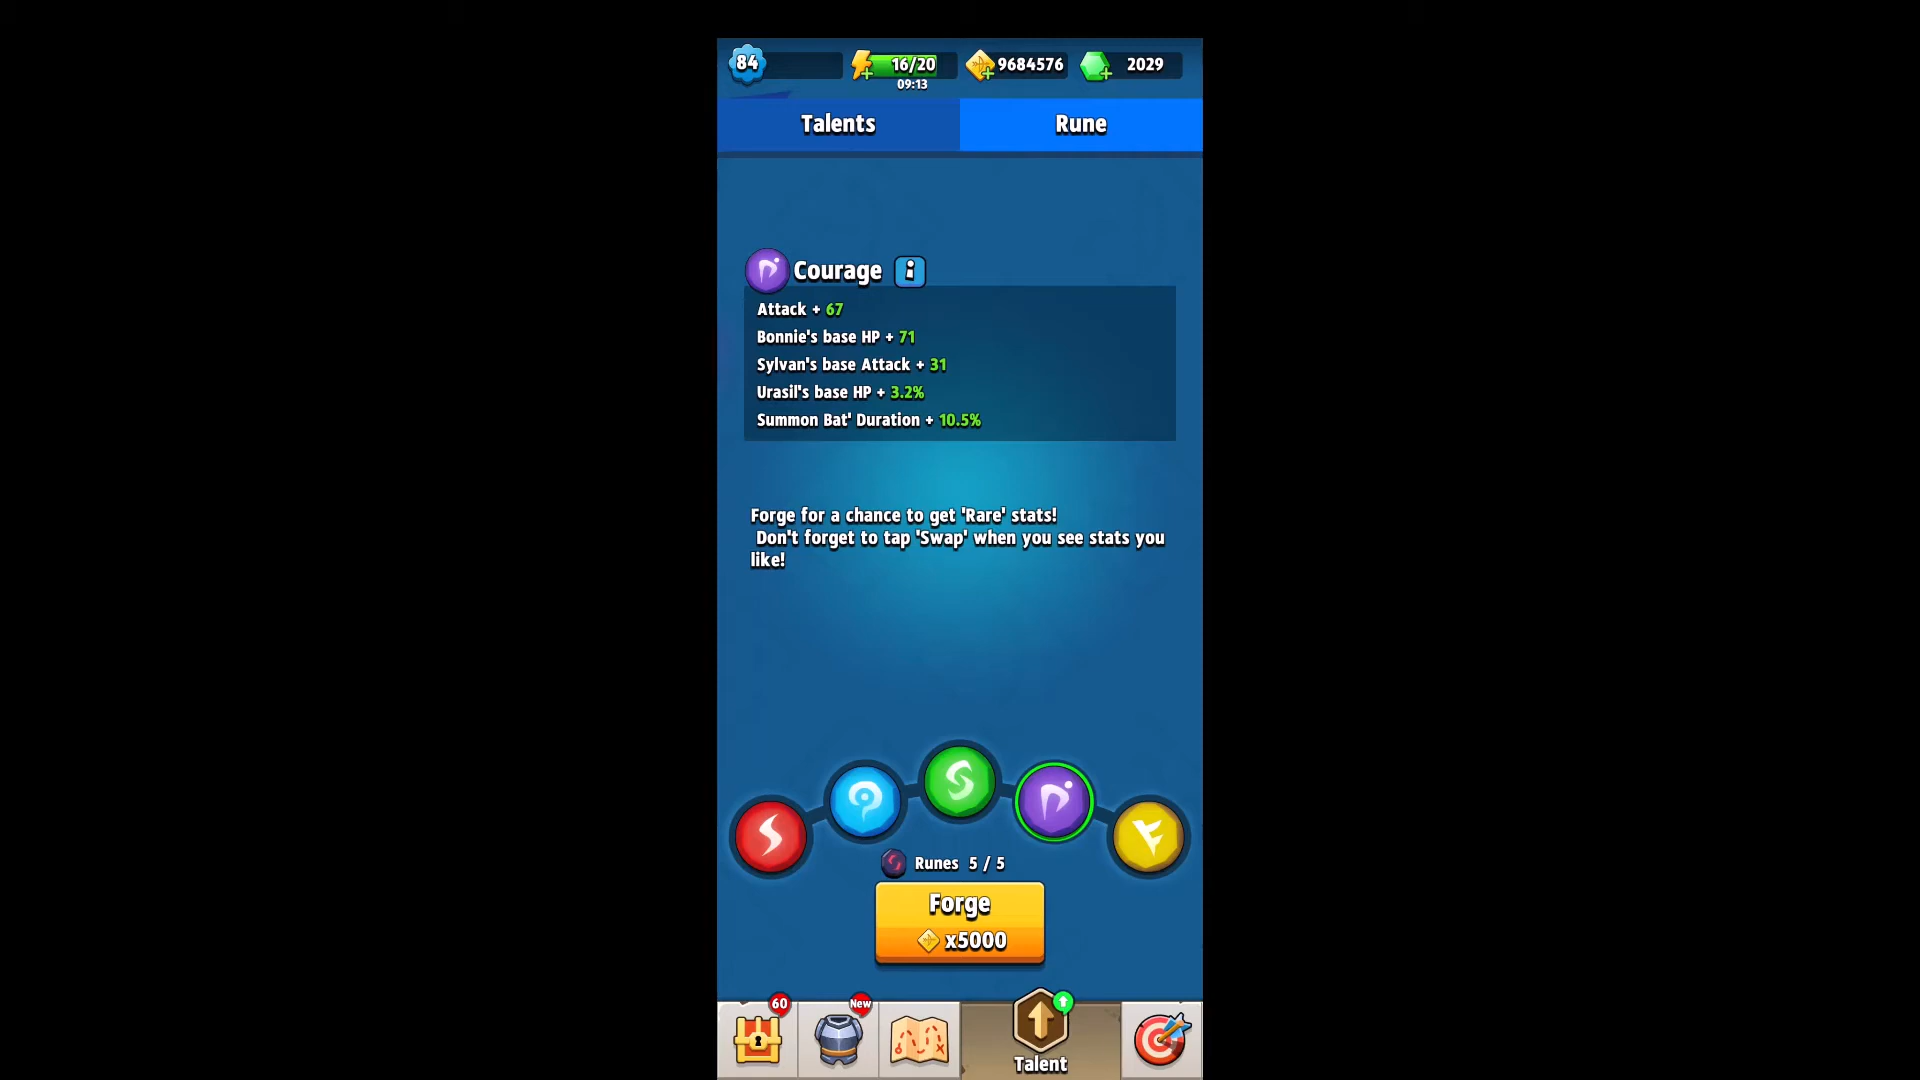 84
16/20
09:13
9684576
2029
Talents
Rune
Courage
Attack + 67
Bonnie's base HP + 71
Sylvan's base Attack + 31
Urasil's base HP + 3.2%
Summon Bat' Duration + 10.5%
Forge for a chance to get 'Rare' stats!
Don't forget to tap 'Swap' when you see stats you
like!
Runes 5 / 5
Forge
x5000
60
New
Talent